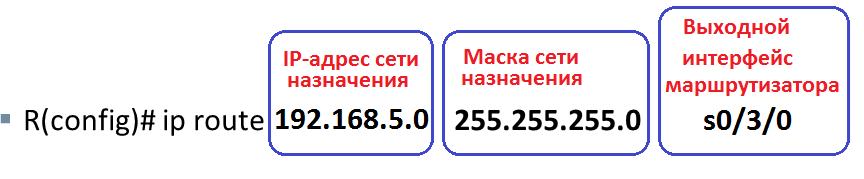 IP-адрес сети
назначения
Маска сети
назначения
Выходной
интерфейс
маршрутизатора
R(config)# ip route 192.168.5.0 255.255.255.0 s0/3/0